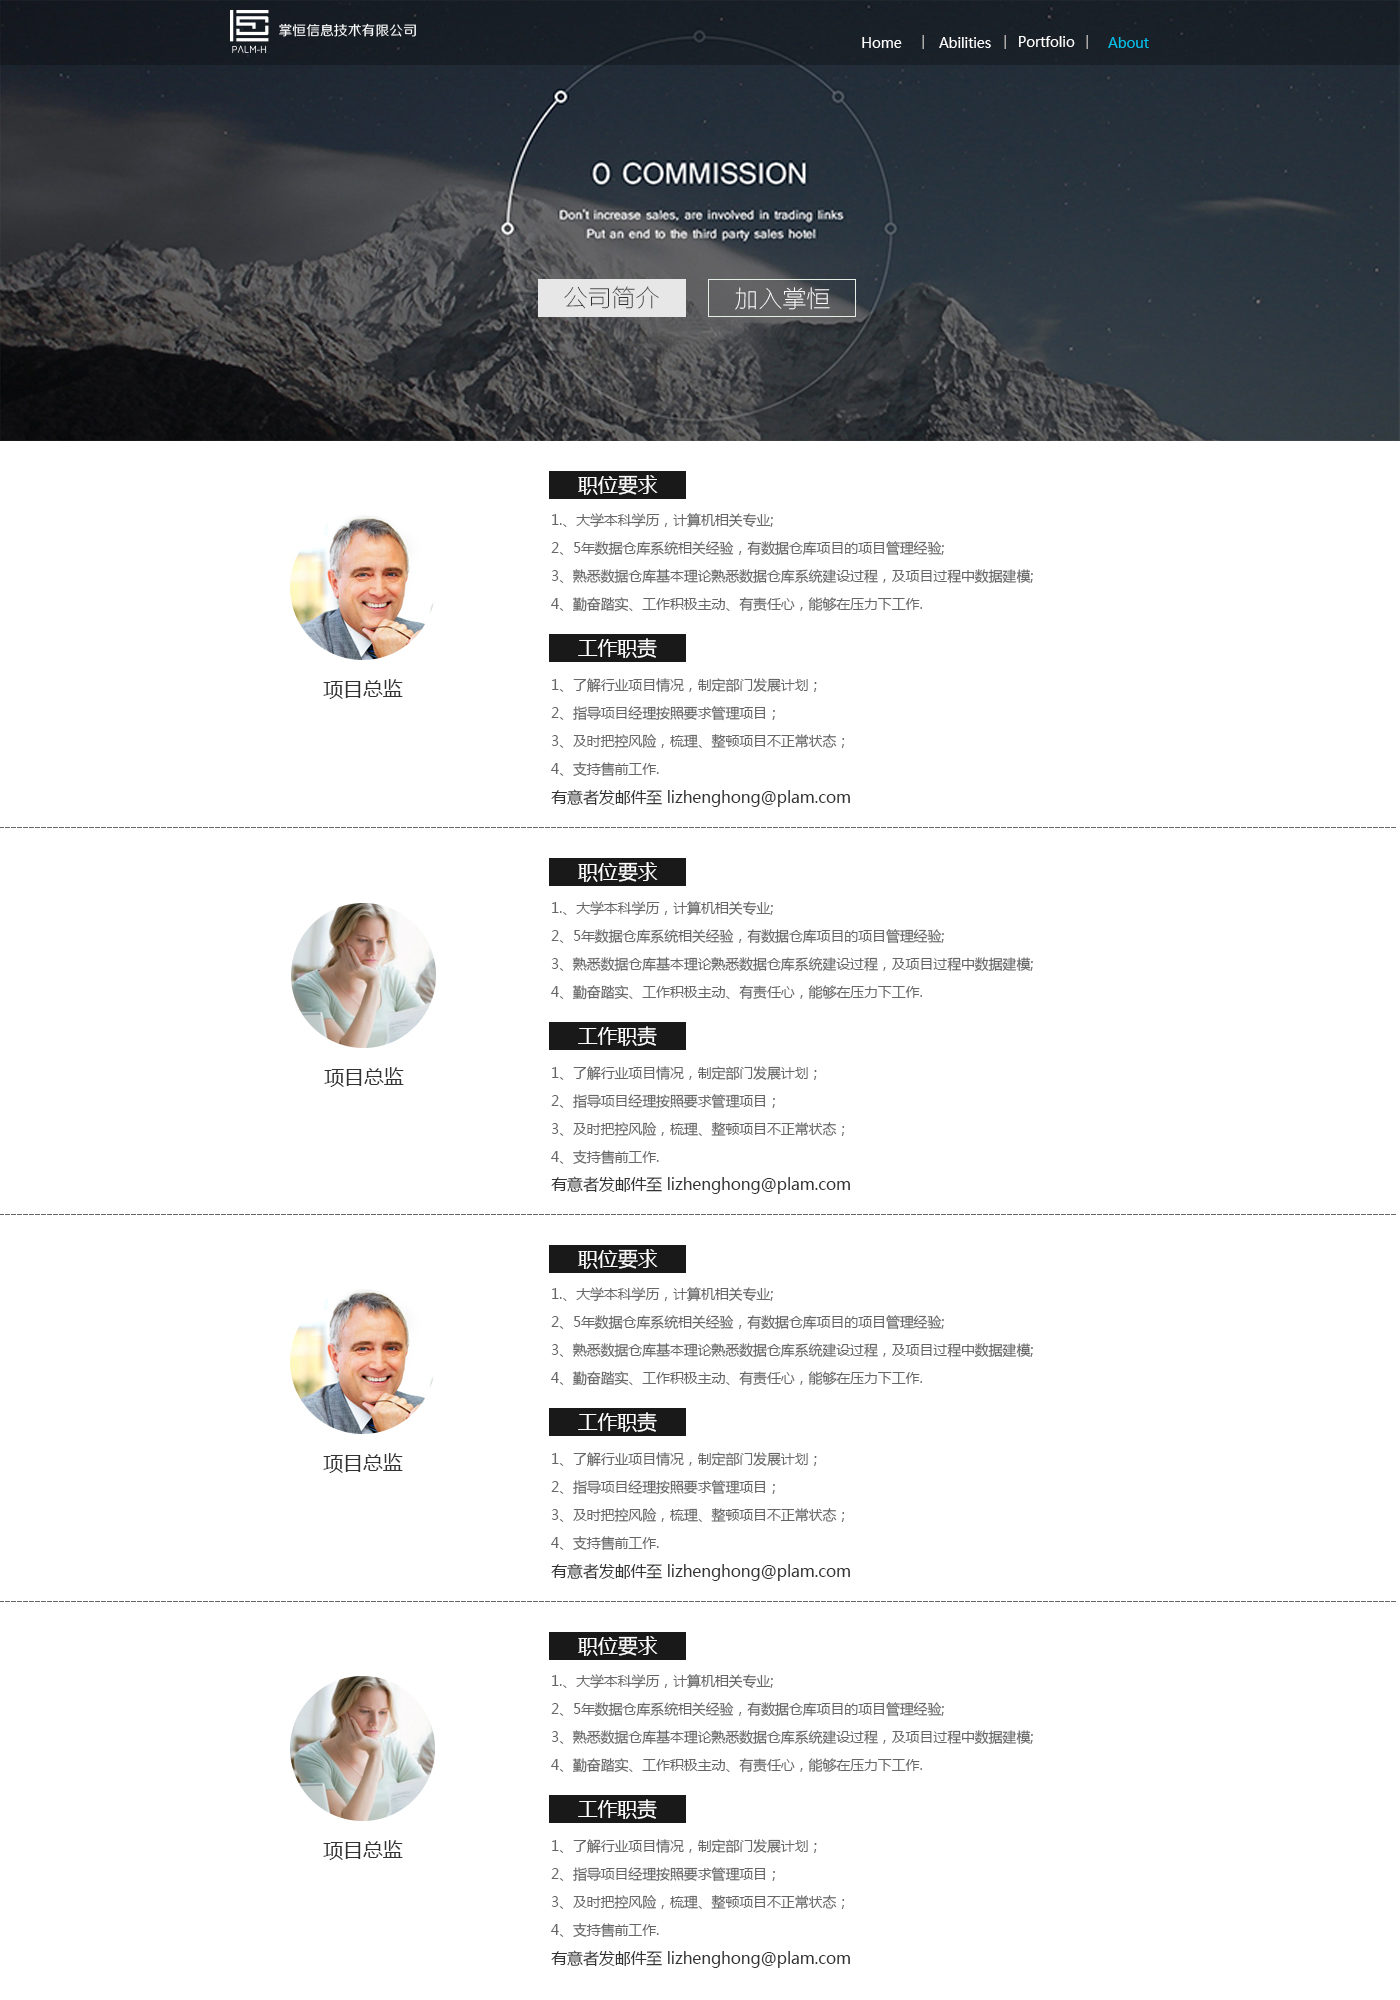 掌恒信息技术有限公司
PALM-H
Home | Abilities | Portfolio | About
0 COMMISSION
Don't increase sales, are involved in trading links
Put an end to the third party sales hotel
公司简介 加入掌恒
职位要求
1.、大学本科学历，计算机相关专业;
2、5年数据仓库系统相关经验，有数据仓库项目的项目管理经验;
3、熟悉数据仓库基本理论熟悉数据仓库系统建设过程，及项目过程中数据建模;
4、勤奋踏实、工作积极主动、有责任心，能够在压力下工作.
工作职责
项目总监
1、了解行业项目情况，制定部门发展计划；
2、指导项目经理按照要求管理项目；
3、及时把控风险，梳理、整顿项目不正常状态；
4、支持售前工作.
有意者发邮件至 lizhenghong@plam.com
职位要求
1.、大学本科学历，计算机相关专业;
2、5年数据仓库系统相关经验，有数据仓库项目的项目管理经验;
3、熟悉数据仓库基本理论熟悉数据仓库系统建设过程，及项目过程中数据建模;
4、勤奋踏实、工作积极主动、有责任心，能够在压力下工作.
工作职责
项目总监
1、了解行业项目情况，制定部门发展计划；
2、指导项目经理按照要求管理项目；
3、及时把控风险，梳理、整顿项目不正常状态；
4、支持售前工作.
有意者发邮件至 lizhenghong@plam.com
职位要求
1.、大学本科学历，计算机相关专业;
2、5年数据仓库系统相关经验，有数据仓库项目的项目管理经验;
3、熟悉数据仓库基本理论熟悉数据仓库系统建设过程，及项目过程中数据建模;
4、勤奋踏实、工作积极主动、有责任心，能够在压力下工作.
工作职责
项目总监
1、了解行业项目情况，制定部门发展计划；
2、指导项目经理按照要求管理项目；
3、及时把控风险，梳理、整顿项目不正常状态；
4、支持售前工作.
有意者发邮件至 lizhenghong@plam.com
职位要求
1.、大学本科学历，计算机相关专业;
2、5年数据仓库系统相关经验，有数据仓库项目的项目管理经验;
3、熟悉数据仓库基本理论熟悉数据仓库系统建设过程，及项目过程中数据建模;
4、勤奋踏实、工作积极主动、有责任心，能够在压力下工作.
工作职责
项目总监
1、了解行业项目情况，制定部门发展计划；
2、指导项目经理按照要求管理项目；
3、及时把控风险，梳理、整顿项目不正常状态；
4、支持售前工作.
有意者发邮件至 lizhenghong@plam.com